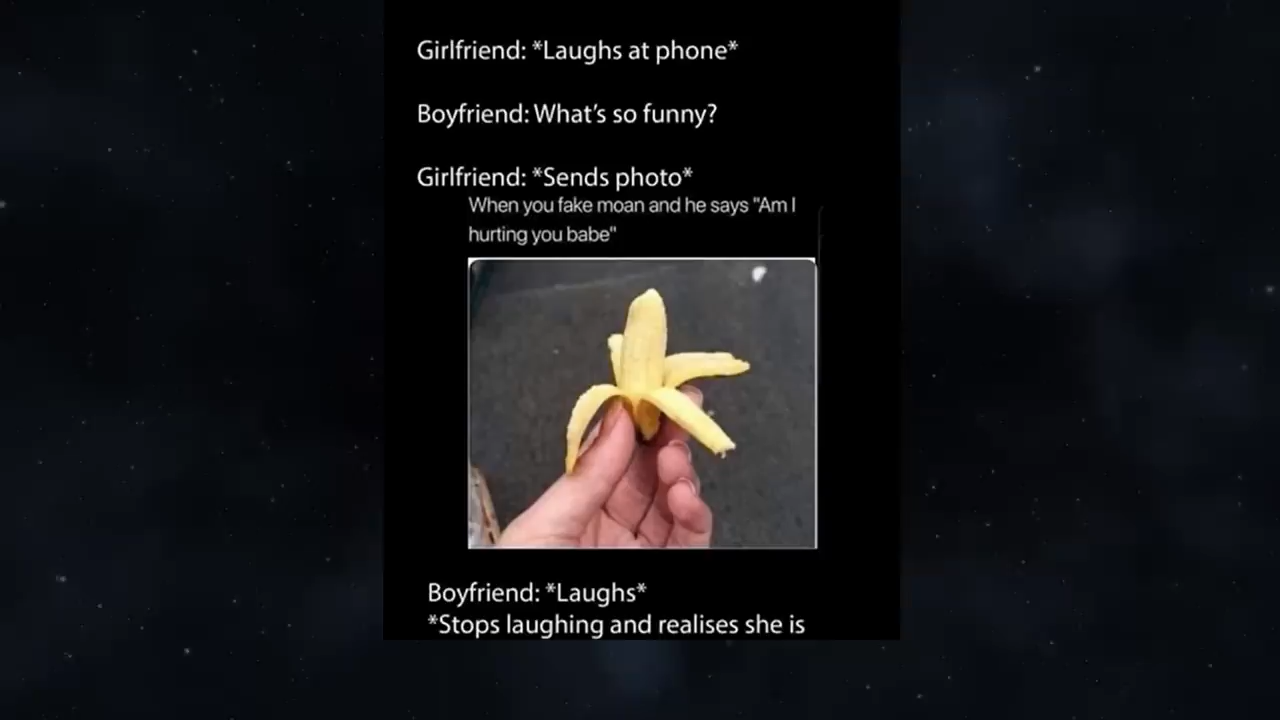 Girlfriend: *Laughs at phone*
Boyfriend: What's so funny?
Girlfriend: *Sends photo*
When you fake moan and he says "Am I
hurting you babe"
Boyfriend: *Laughs*
*Stops laughing and realises she is